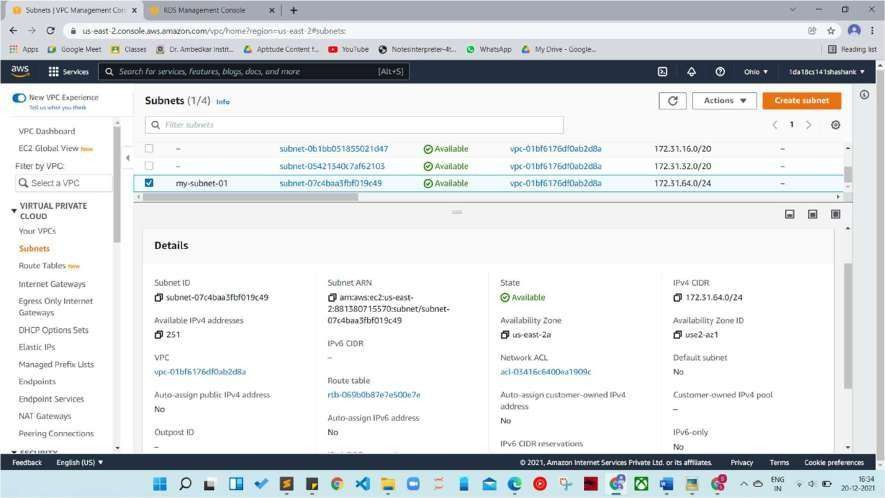 Subnets | VPC Management Con
RDS Management Console
us-east-2.console.aws.amazon.com/vpc/home?region=us-east-2#subnets:
Apps Google Meet Classes Dr. Ambedkar Institut... Aptitude Content f... YouTube NotesInterpreter-4t... WhatsApp My Drive - Google... Reading list
aws Services Search for services, features, blogs, docs, and more [Alt+S] Ohio ▼ 1da18cs141shashank ▼
New VPC Experience
Tell us what you think
VPC Dashboard
EC2 Global View New
Filter by VPC:
Select a VPC
VIRTUAL PRIVATE
CLOUD
Your VPCs
Subnets
Route Tables New
Internet Gateways
Egress Only Internet
Gateways
DHCP Options Sets
Elastic IPs
Managed Prefix Lists
Endpoints
Endpoint Services
NAT Gateways
Peering Connections
SECURITY
Subnets (1/4) Info
Actions ▼ Create subnet
Filter subnets
1
– subnet-0b1bb051855021d47 Available vpc-01bf6176df0ab2d8a 172.31.16.0/20 –
– subnet-05421340c7af62103 Available vpc-01bf6176df0ab2d8a 172.31.32.0/20 –
my-subnet-01 subnet-07c4baa3fbf019c49 Available vpc-01bf6176df0ab2d8a 172.31.64.0/24 –
Details
Subnet ID
subnet-07c4baa3fbf019c49
Available IPv4 addresses
251
VPC
vpc-01bf6176df0ab2d8a
Auto-assign public IPv4 address
No
Outpost ID
–
Subnet ARN
arn:aws:ec2:us-east-
2:881380715570:subnet/subnet-
07c4baa3fbf019c49
IPv6 CIDR
–
Route table
rtb-069b0b87e7e500e7e
Auto-assign IPv6 address
No
State
Available
Availability Zone
us-east-2a
Network ACL
acl-03416c6400ea1909c
Auto-assign customer-owned IPv4
address
No
IPv6 CIDR reservations
IPv4 CIDR
172.31.64.0/24
Availability Zone ID
use2-az1
Default subnet
No
Customer-owned IPv4 pool
–
IPv6-only
No
Feedback English (US) ▼ © 2021, Amazon Internet Services Private Ltd. or its affiliates. Privacy Terms Cookie preferences
ENG
IN
16:34
20-12-2021